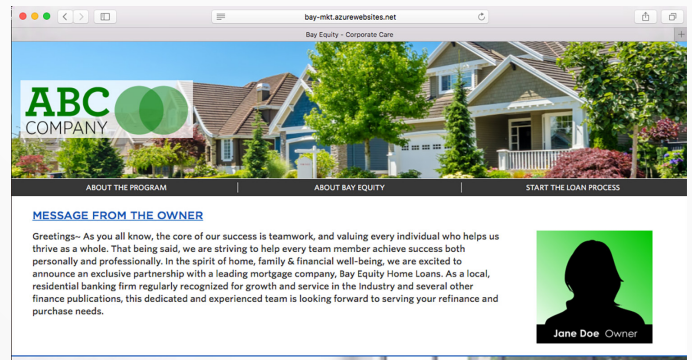 bay-mkt.azurewebsites.net
Bay Equity - Corporate Care
ABC
COMPANY
ABOUT THE PROGRAM
ABOUT BAY EQUITY
START THE LOAN PROCESS
MESSAGE FROM THE OWNER
Greetings~ As you all know, the core of our success is teamwork, and valuing every individual who helps us
thrive as a whole. That being said, we are striving to help every team member achieve success both
personally and professionally. In the spirit of home, family & financial well-being, we are excited to
announce an exclusive partnership with a leading mortgage company, Bay Equity Home Loans. As a local,
residential banking firm regularly recognized for growth and service in the Industry and several other
finance publications, this dedicated and experienced team is looking forward to serving your refinance and
purchase needs.
Jane Doe Owner